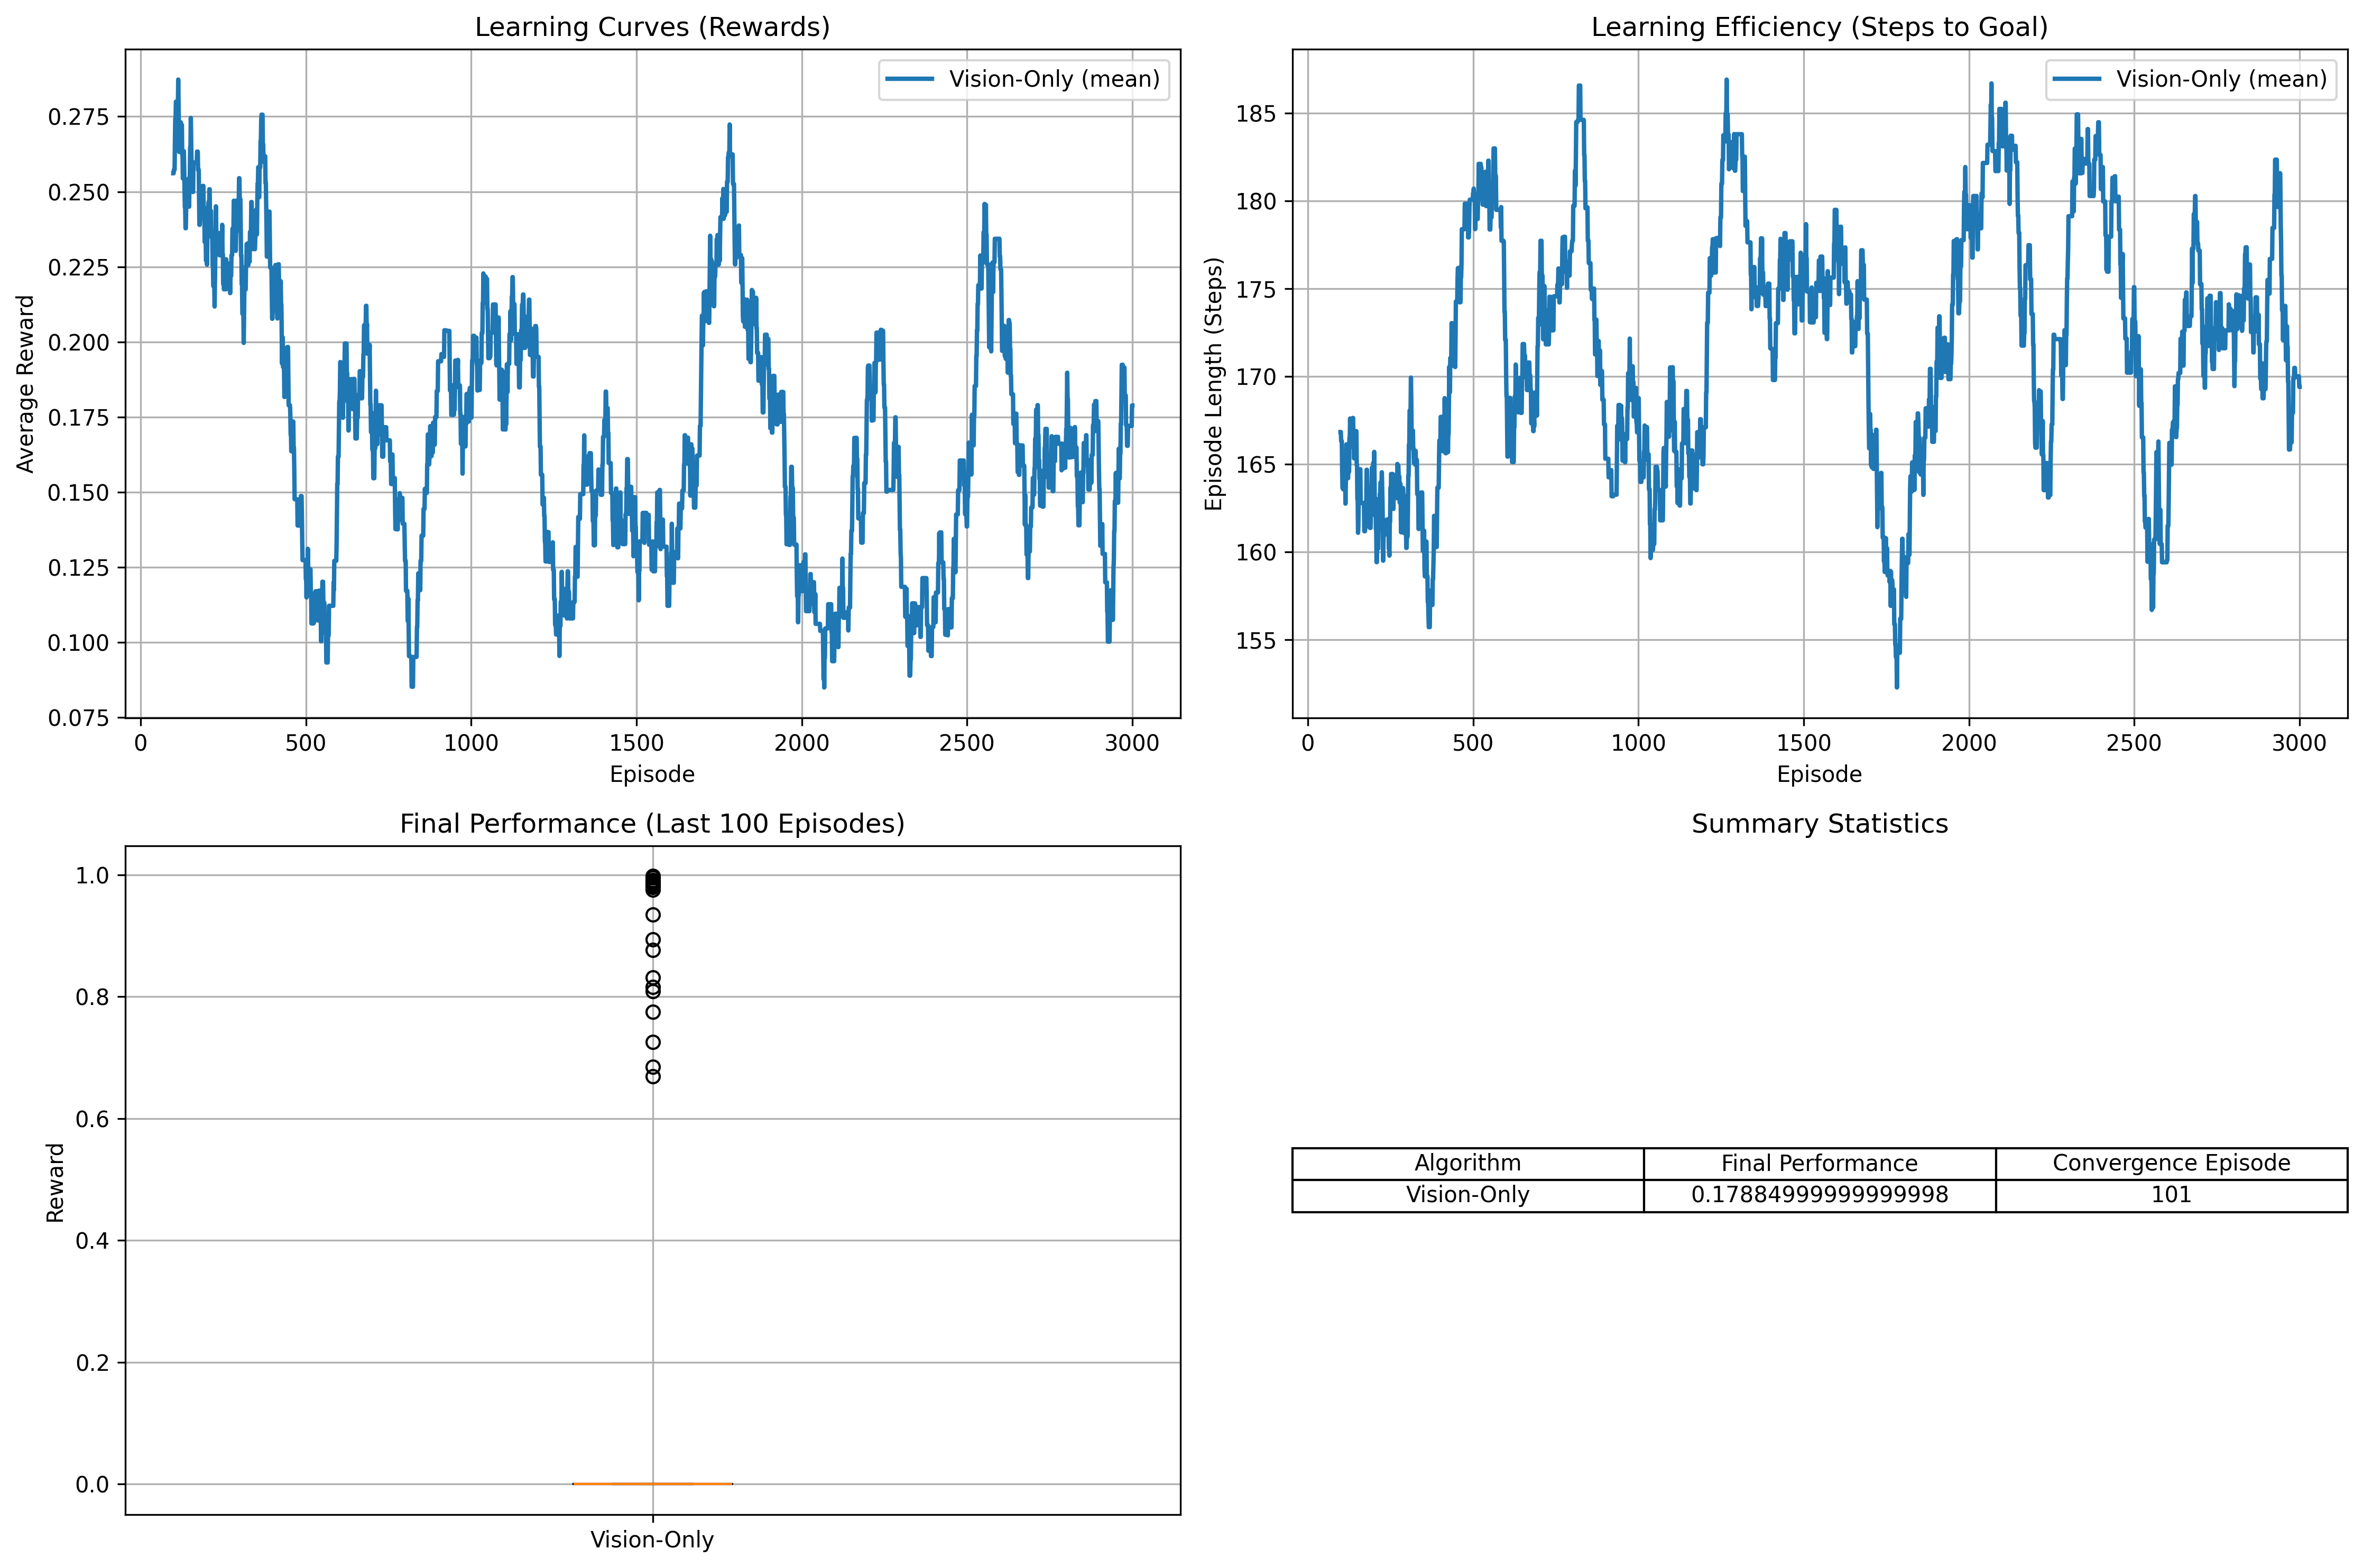 Learning Curves (Rewards)
Vision-Only (mean)
0.275
0.250
0.225
0.200
0.175
0.150
0.125
0.100
0.075
Average Reward
0 500 1000 1500 2000 2500 3000
Episode
Learning Efficiency (Steps to Goal)
Vision-Only (mean)
185
180
175
170
165
160
155
Episode Length (Steps)
0 500 1000 1500 2000 2500 3000
Episode
Final Performance (Last 100 Episodes)
1.0
0.8
0.6
0.4
0.2
0.0
Reward
Vision-Only
Summary Statistics
Algorithm Final Performance Convergence Episode
Vision-Only 0.17884999999999998 101